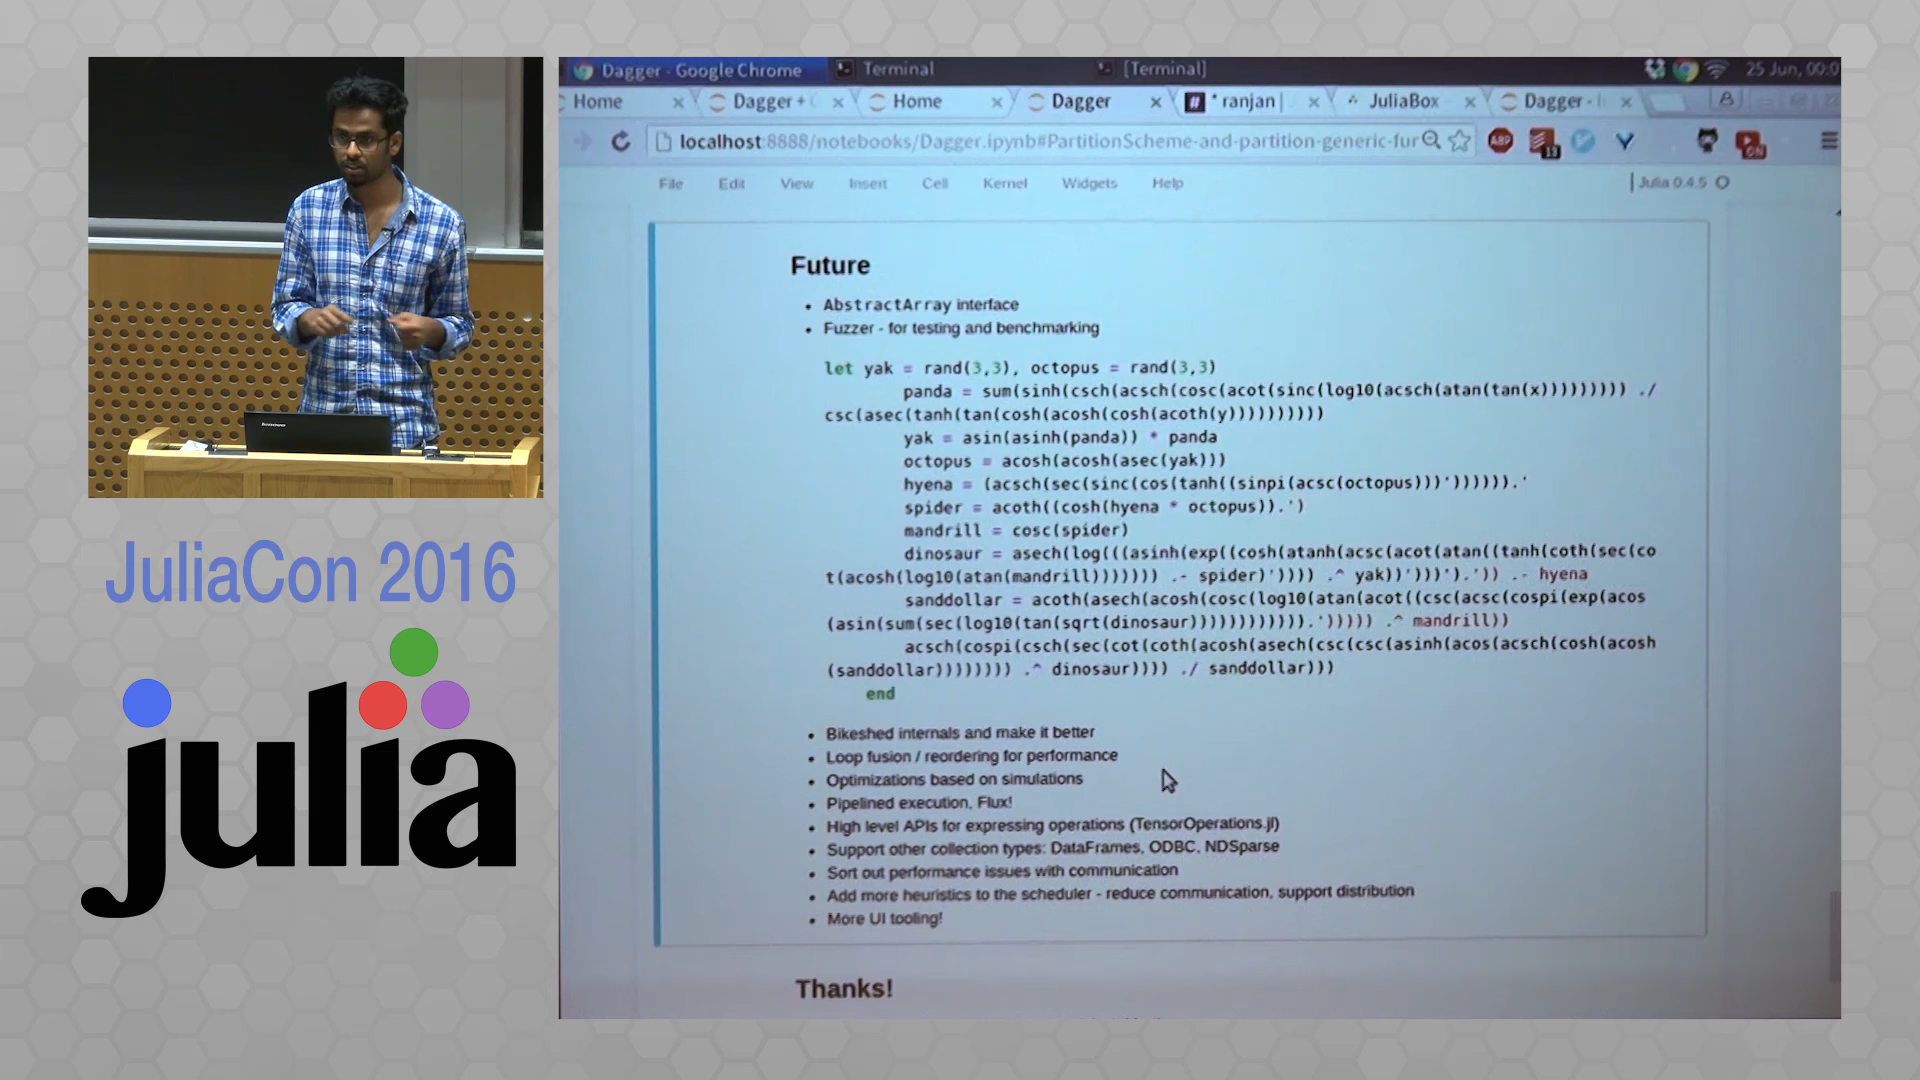 Dagger - Google Chrome
Terminal
[Terminal]
25 Jun, 00:0
Home
Dagger +
Home
Dagger
* ranjan |
JuliaBox
Dagger -
localhost:8888/notebooks/Dagger.ipynb#PartitionScheme-and-partition-generic-fur
ABP
13
ON
File Edit View Insert Cell Kernel Widgets Help
Julia 0.4.5
Future
• AbstractArray interface
• Fuzzer - for testing and benchmarking
let yak = rand(3,3), octopus = rand(3,3)
panda = sum(sinh(csch(acsch(cosc(acot(sinc(log10(acsch(atan(tan(x))))))))) ./
csc(asec(tanh(tan(cosh(acosh(cosh(acoth(y))))))))))
yak = asin(asinh(panda)) * panda
octopus = acosh(acosh(asec(yak)))
hyena = (acsch(sec(sinc(cos(tanh((sinpi(acsc(octopus)))')))))).'
spider = acoth((cosh(hyena * octopus)).')
mandrill = cosc(spider)
dinosaur = asech(log(((asinh(exp((cosh(atanh(acsc(acot(atan((tanh(coth(sec(co
t(acosh(log10(atan(mandrill))))))) .- spider)')))) .^ yak))')))').')) .- hyena
sanddollar = acoth(asech(acosh(cosc(log10(atan(acot((csc(acsc(cospi(exp(acos
(asin(sum(sec(log10(tan(sqrt(dinosaur)))))))))))).'))))) .^ mandrill))
acsch(cospi(csch(sec(cot(coth(acosh(asech(csc(csc(asinh(acos(acsch(cosh(acosh
(sanddollar)))))))) .^ dinosaur)))) ./ sanddollar)))
end
• Bikeshed internals and make it better
• Loop fusion / reordering for performance
• Optimizations based on simulations
• Pipelined execution, Flux!
• High level APIs for expressing operations (TensorOperations.jl)
• Support other collection types: DataFrames, ODBC, NDSparse
• Sort out performance issues with communication
• Add more heuristics to the scheduler - reduce communication, support distribution
• More UI tooling!
Thanks!
lenovo
JuliaCon 2016
julia